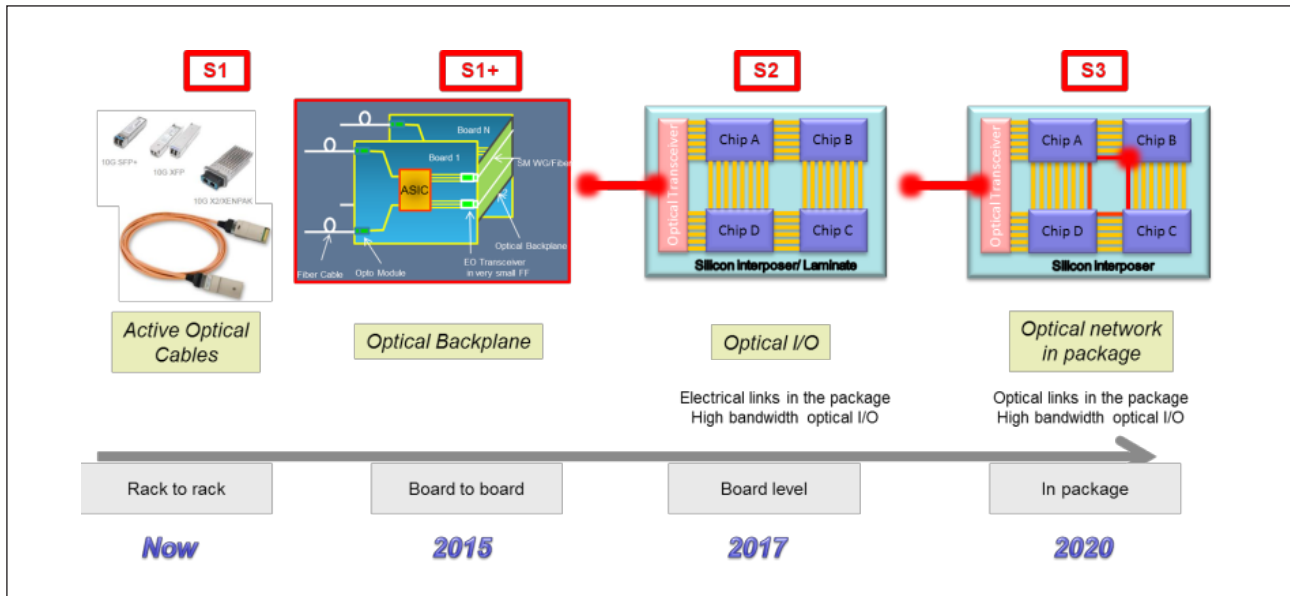 S1
S1+
S2
S3
10G SFP+
10G XFP
10G X2/XENPAK
Board N
Board 1
SM WG/Fiber
ASIC
Optical Backplane
Fiber Cable
Opto Module
EO Transceiver
in very small FF
Optical Transceiver
Chip A
Chip B
Chip D
Chip C
Silicon interposer/ Laminate
Optical Transceiver
Chip A
Chip B
Chip D
Chip C
Silicon interposer
Active Optical
Cables
Optical Backplane
Optical I/O
Optical network
in package
Electrical links in the package
High bandwidth optical I/O
Optical links in the package
High bandwidth optical I/O
Rack to rack
Board to board
Board level
In package
Now
2015
2017
2020